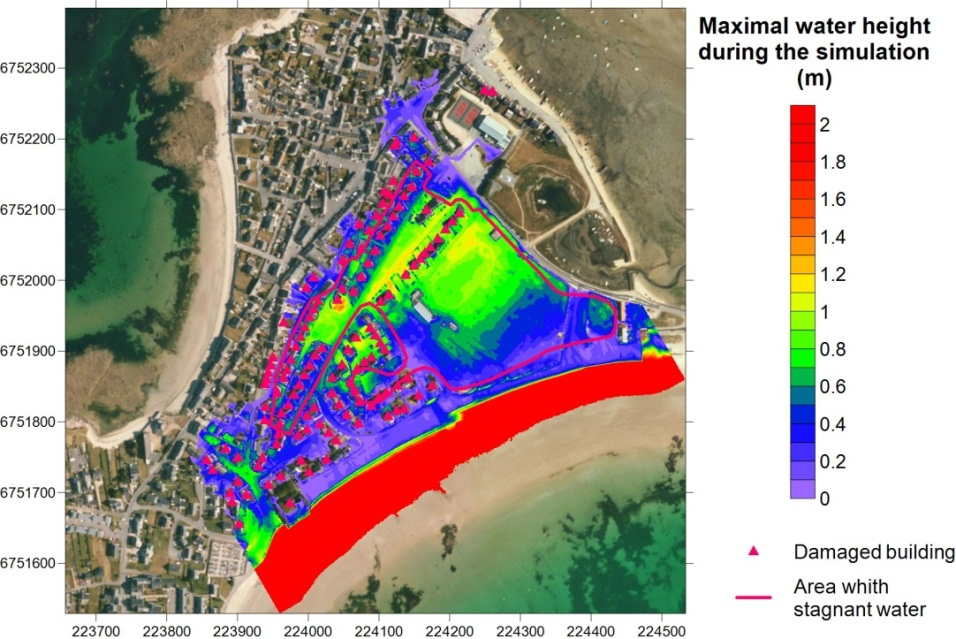 Maximal water height
during the simulation
(m)
6752300
6752200
6752100
6752000
6751900
6751800
6751700
6751600
223700 223800 223900 224000 224100 224200 224300 224400 224500
2
1.8
1.6
1.4
1.2
1
0.8
0.6
0.4
0.2
0
Damaged building
Area whith
stagnant water